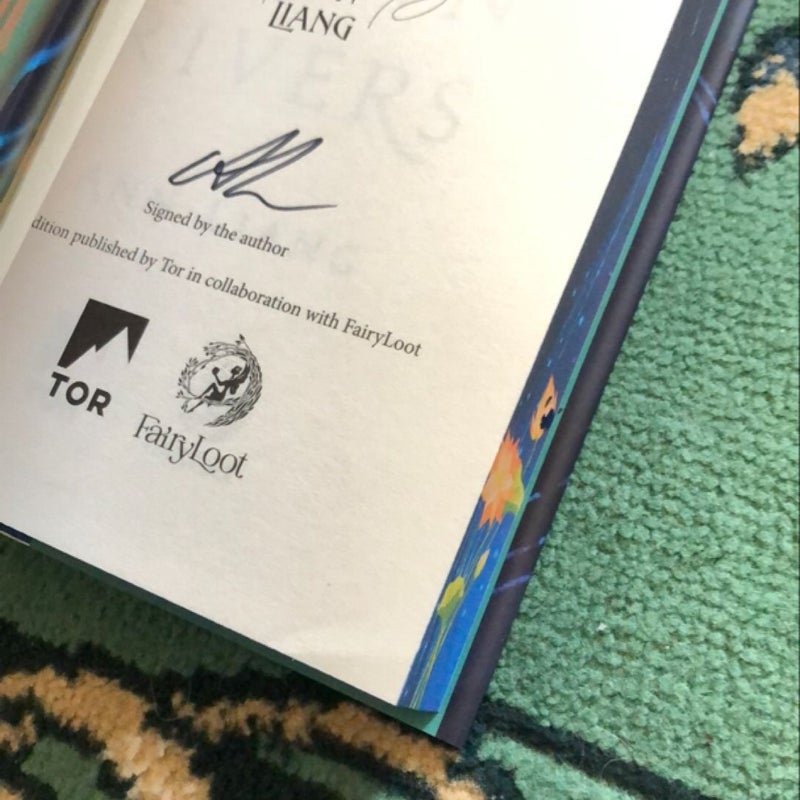 LIANG
Signed by the author
dition published by Tor in collaboration with FairyLoot
TOR
FairyLoot